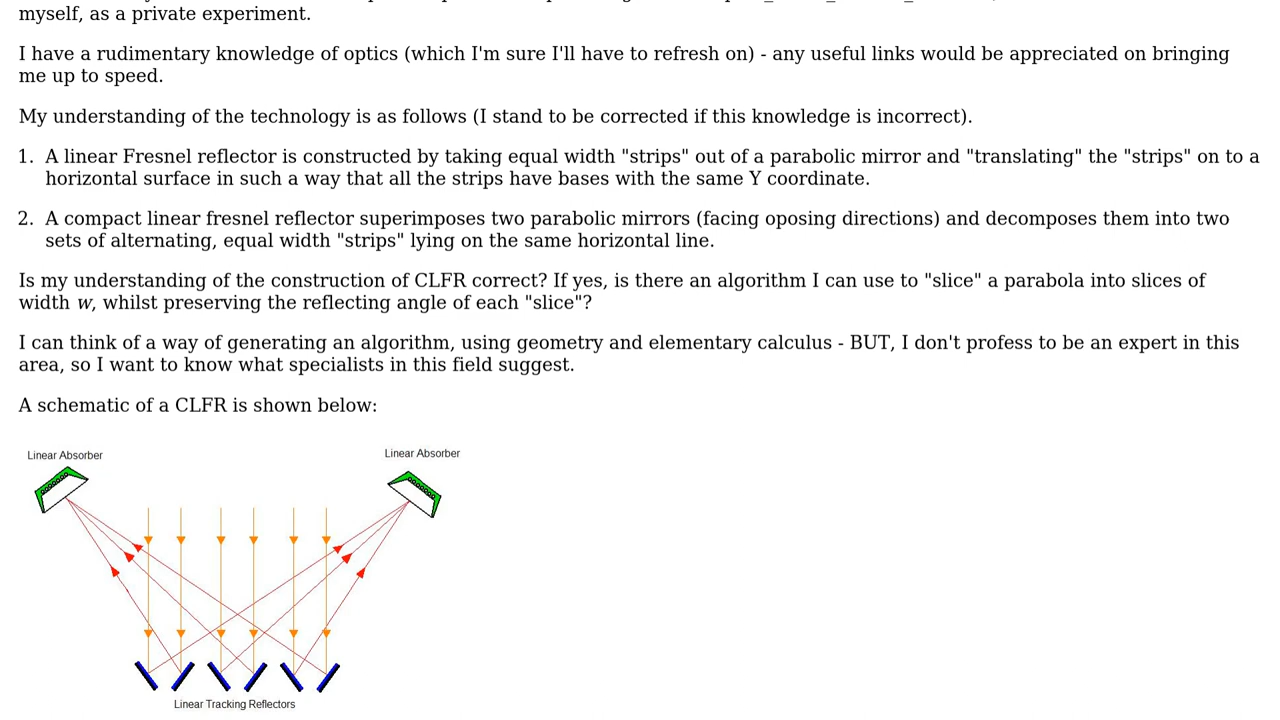 myself, as a private experiment.
I have a rudimentary knowledge of optics (which I'm sure I'll have to refresh on) - any useful links would be appreciated on bringing
me up to speed.
My understanding of the technology is as follows (I stand to be corrected if this knowledge is incorrect).
1. A linear Fresnel reflector is constructed by taking equal width "strips" out of a parabolic mirror and "translating" the "strips" on to a
horizontal surface in such a way that all the strips have bases with the same Y coordinate.
2. A compact linear fresnel reflector superimposes two parabolic mirrors (facing oposing directions) and decomposes them into two
sets of alternating, equal width "strips" lying on the same horizontal line.
Is my understanding of the construction of CLFR correct? If yes, is there an algorithm I can use to "slice" a parabola into slices of
width w, whilst preserving the reflecting angle of each "slice"?
I can think of a way of generating an algorithm, using geometry and elementary calculus - BUT, I don't profess to be an expert in this
area, so I want to know what specialists in this field suggest.
A schematic of a CLFR is shown below:
Linear Absorber
Linear Absorber
Linear Tracking Reflectors